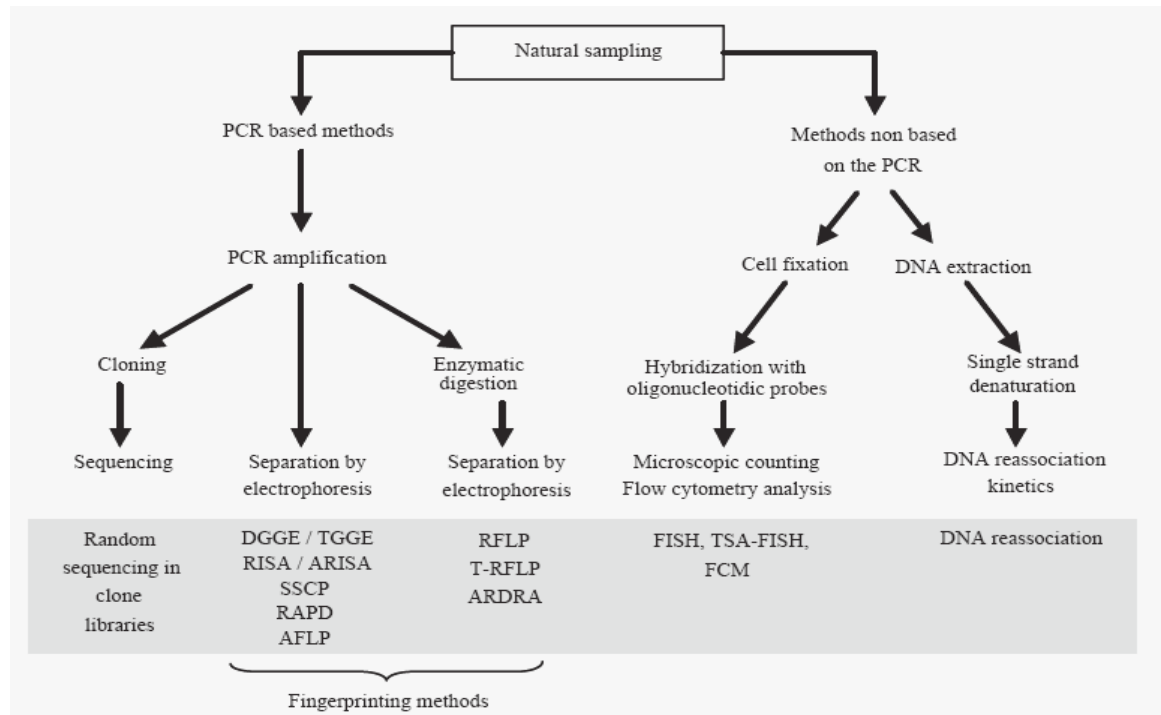 Natural sampling
PCR based methods
Methods non based
on the PCR
PCR amplification
Cell fixation
DNA extraction
Cloning
Enzymatic
digestion
Hybridization with
oligonucleotidic probes
Single strand
denaturation
Sequencing
Separation by
electrophoresis
Separation by
electrophoresis
Microscopic counting
Flow cytometry analysis
DNA reassociation
kinetics
Random
sequencing in
clone
libraries
DGGE / TGGE
RISA / ARISA
SSCP
RAPD
AFLP
RFLP
T-RFLP
ARDRA
FISH, TSA-FISH,
FCM
DNA reassociation
Fingerprinting methods